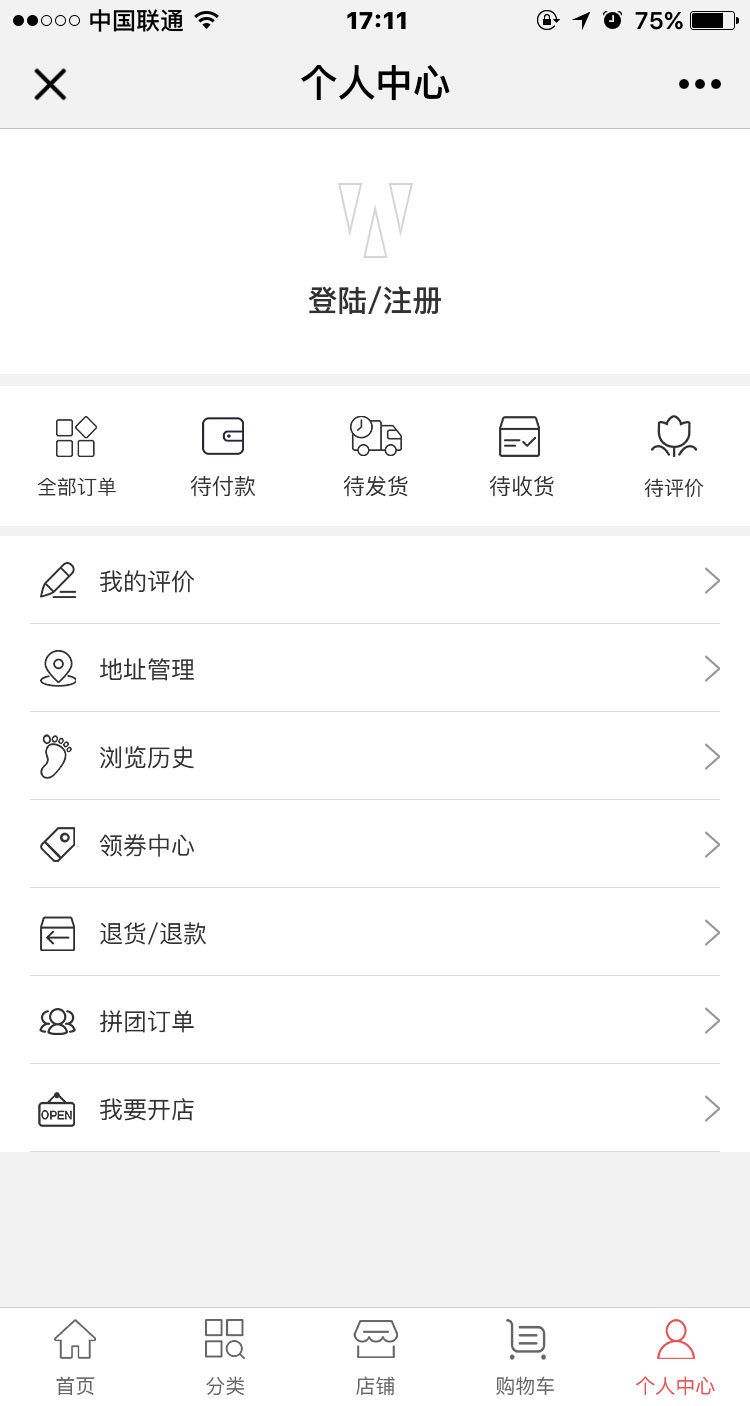 中国联通 17:11 75%
个人中心
登陆/注册
全部订单 待付款 待发货 待收货 待评价
我的评价
地址管理
浏览历史
领券中心
退货/退款
拼团订单
OPEN 我要开店
首页 分类 店铺 购物车 个人中心